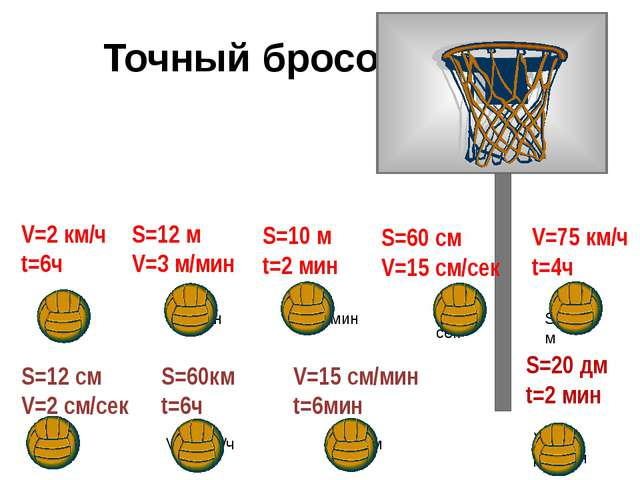 Точный бросо
V=2 км/ч
t=6ч
S=12 м
V=3 м/мин
S=10 м
t=2 мин
S=60 см
V=15 см/сек
V=75 км/ч
t=4ч
S=12 см
V=2 см/сек
S=60км
t=6ч
V=15 см/мин
t=6мин
S=20 дм
t=2 мин